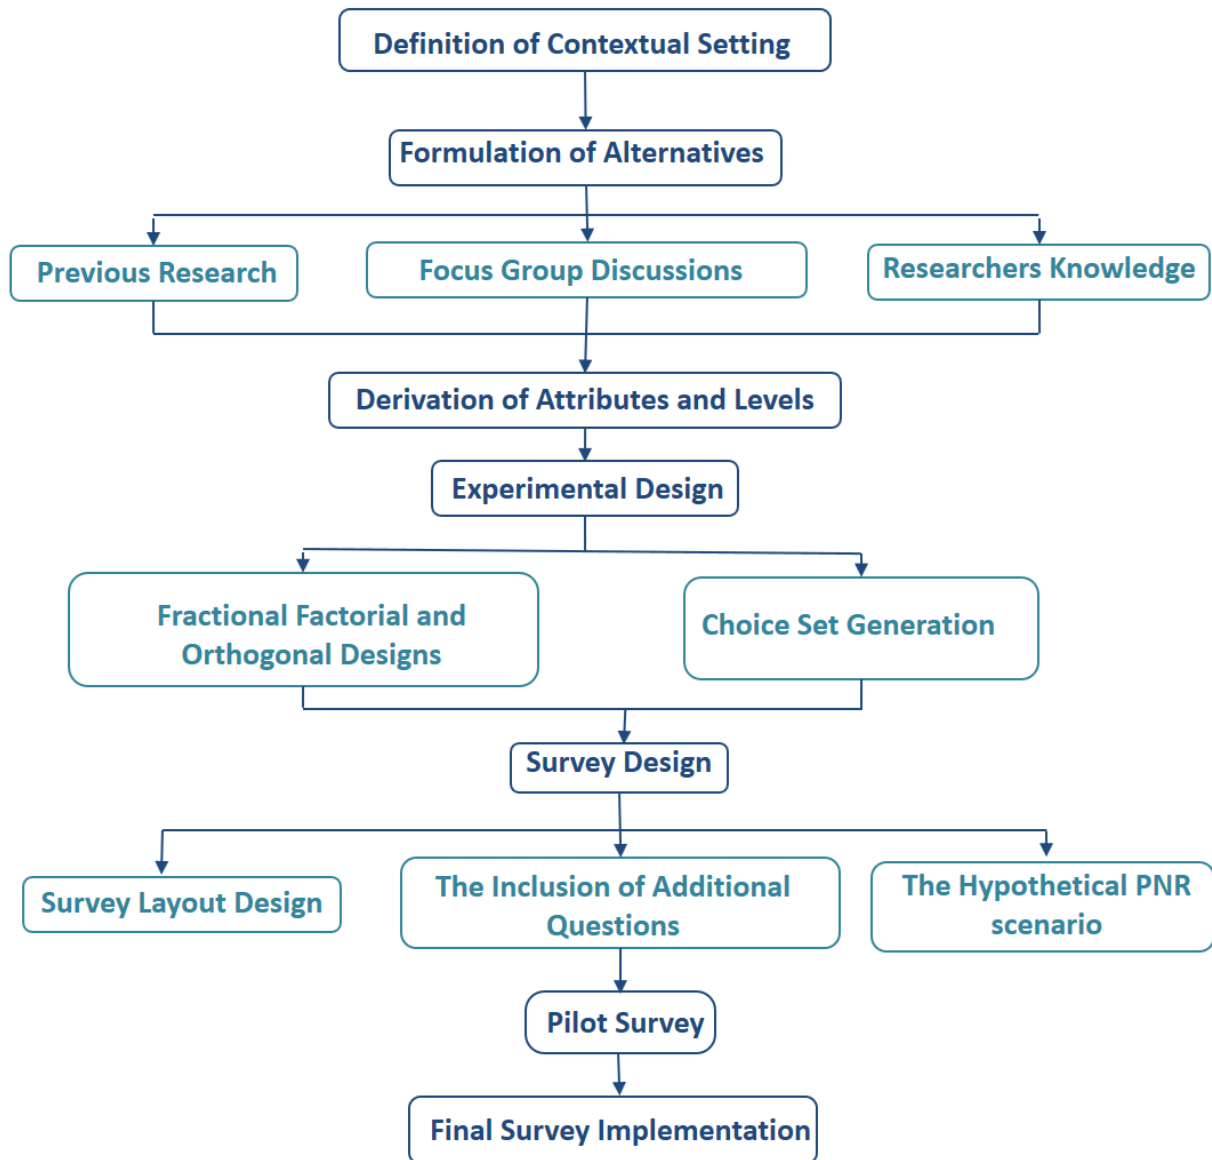 Definition of Contextual Setting
Formulation of Alternatives
Previous Research
Focus Group Discussions
Researchers Knowledge
Derivation of Attributes and Levels
Experimental Design
Fractional Factorial and
Orthogonal Designs
Choice Set Generation
Survey Design
Survey Layout Design
The Inclusion of Additional
Questions
The Hypothetical PNR
scenario
Pilot Survey
Final Survey Implementation